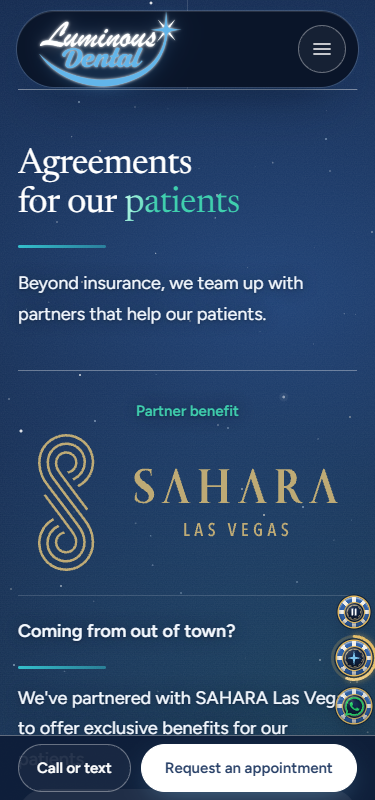 Luminous
Dental
Agreements
for our patients
Beyond insurance, we team up with
partners that help our patients.
Partner benefit
SAHARA
LAS VEGAS
Coming from out of town?
We've partnered with SAHARA Las Veg
to offer exclusive benefits for our
patients.
Call or text
Request an appointment